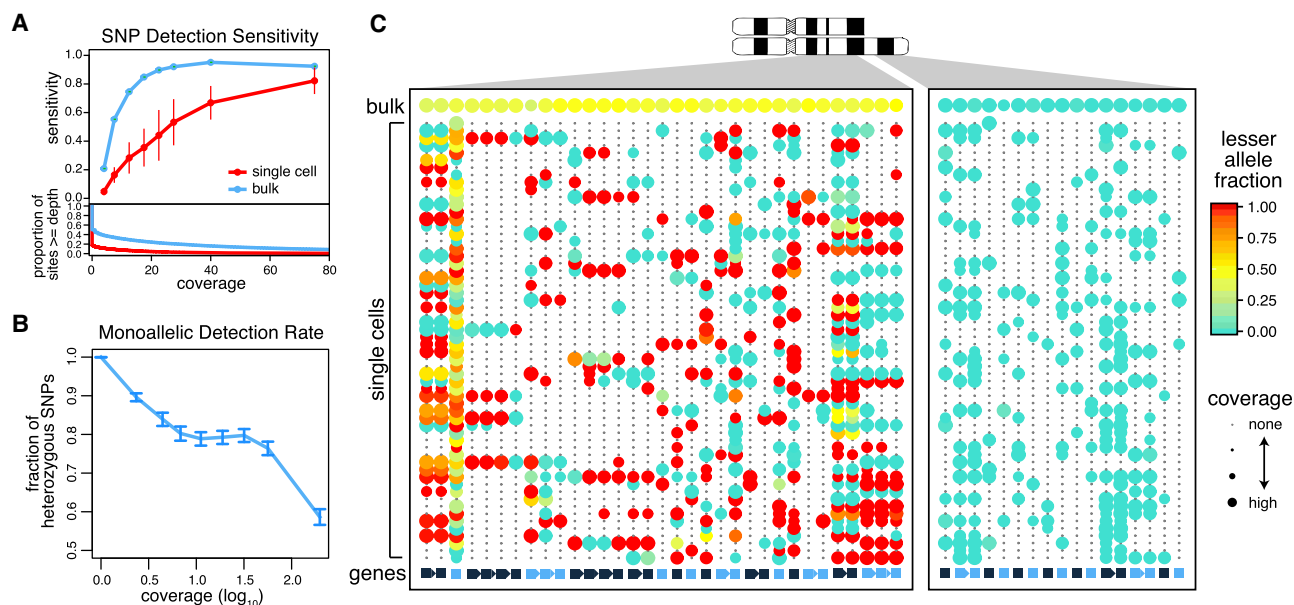 A
SNP Detection Sensitivity
sensitivity
1.0
0.8
0.6
0.4
0.2
0.0
single cell
bulk
proportion of
sites >= depth
1.0
0.8
0.6
0.4
0.2
0.0
0 20 40 60 80
coverage
B
Monoallelic Detection Rate
fraction of
heterozygous SNPs
1.0
0.9
0.8
0.7
0.6
0.5
0.0 0.5 1.0 1.5 2.0
coverage (log10)
C
bulk
single cells
genes
lesser
allele
fraction
1.00
0.75
0.50
0.25
0.00
coverage
none
high